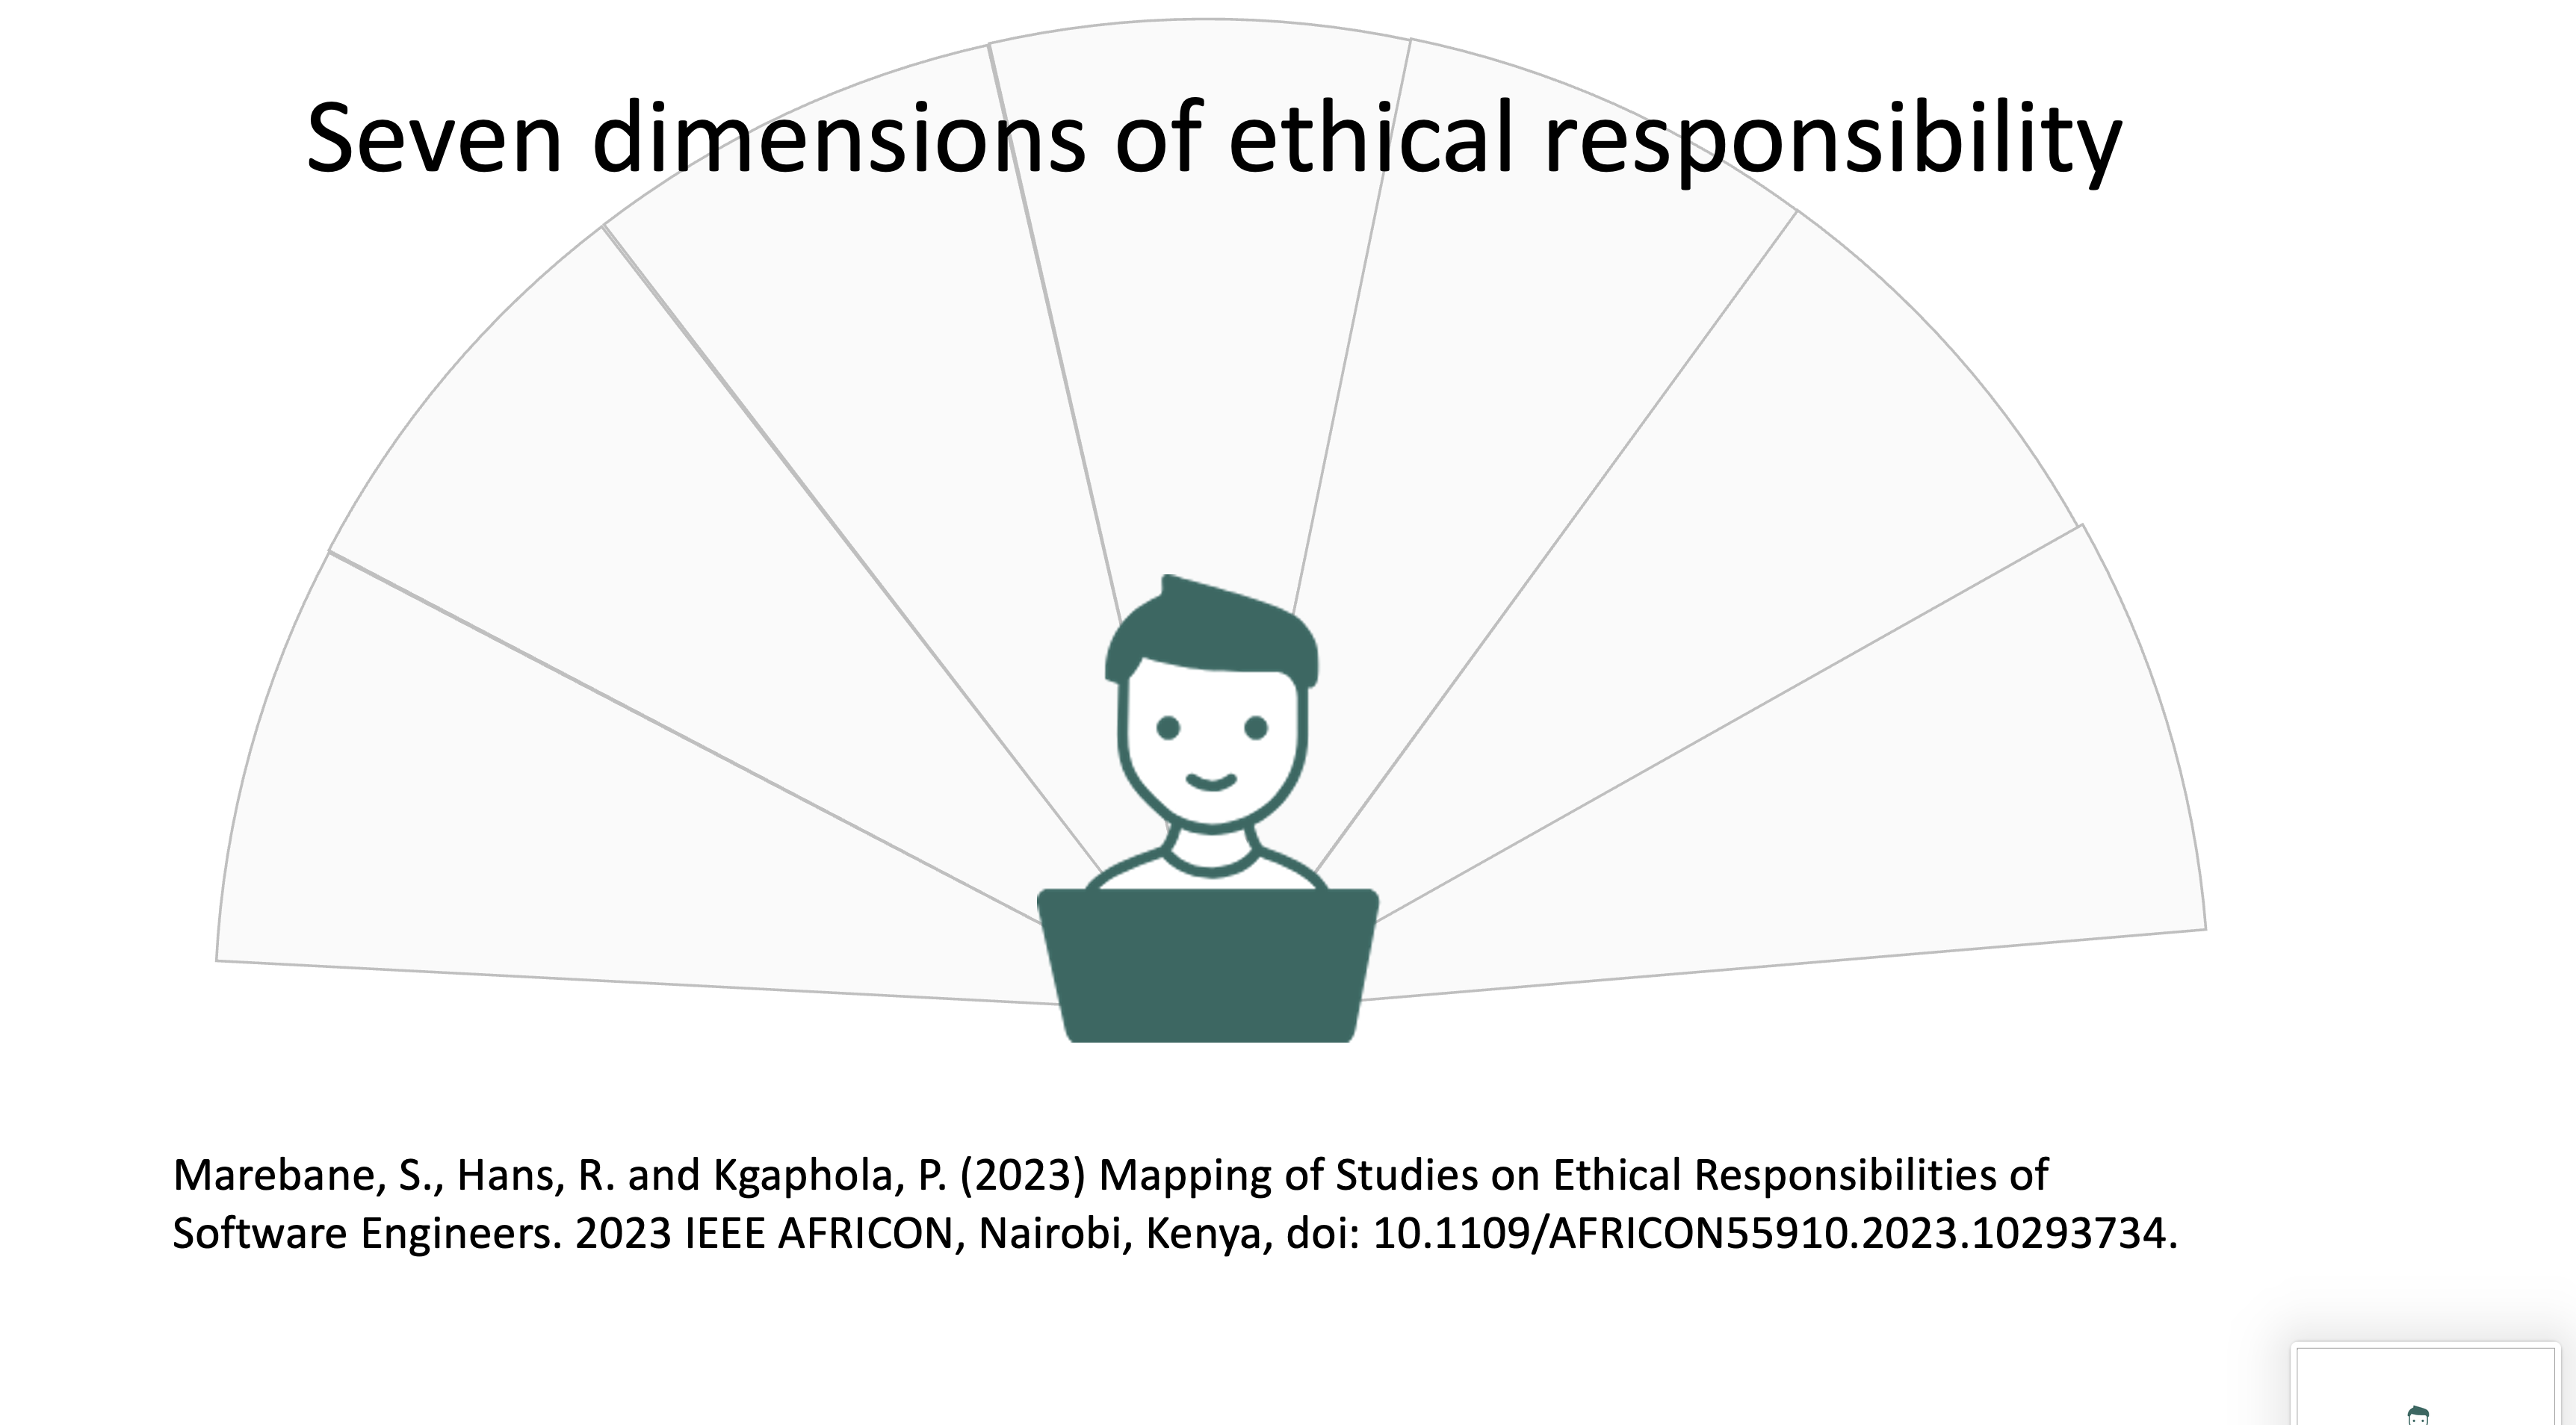 Seven dimensions of ethical responsibility
Marebane, S., Hans, R. and Kgaphola, P. (2023) Mapping of Studies on Ethical Responsibilities of
Software Engineers. 2023 IEEE AFRICON, Nairobi, Kenya, doi: 10.1109/AFRICON55910.2023.10293734.